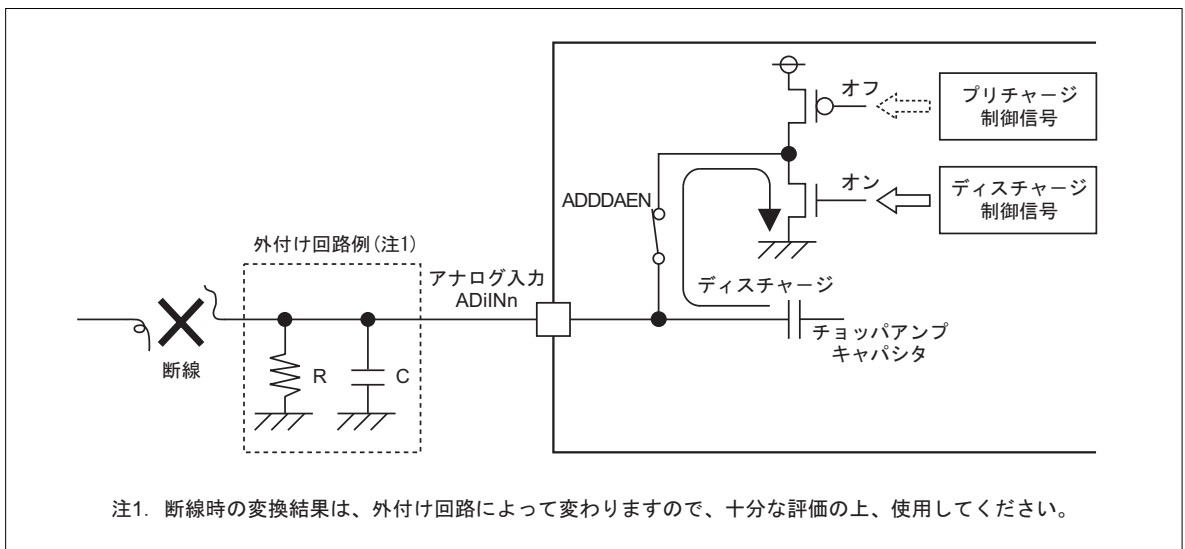 オフ
プリチャージ
制御信号
オン
ディスチャージ
制御信号
ADDDAEN
外付け回路例(注1)
アナログ入力
ADiINn
ディスチャージ
チョッパアンプ
キャパシタ
断線
R
C
注1. 断線時の変換結果は、外付け回路によって変わりますので、十分な評価の上、使用してください。